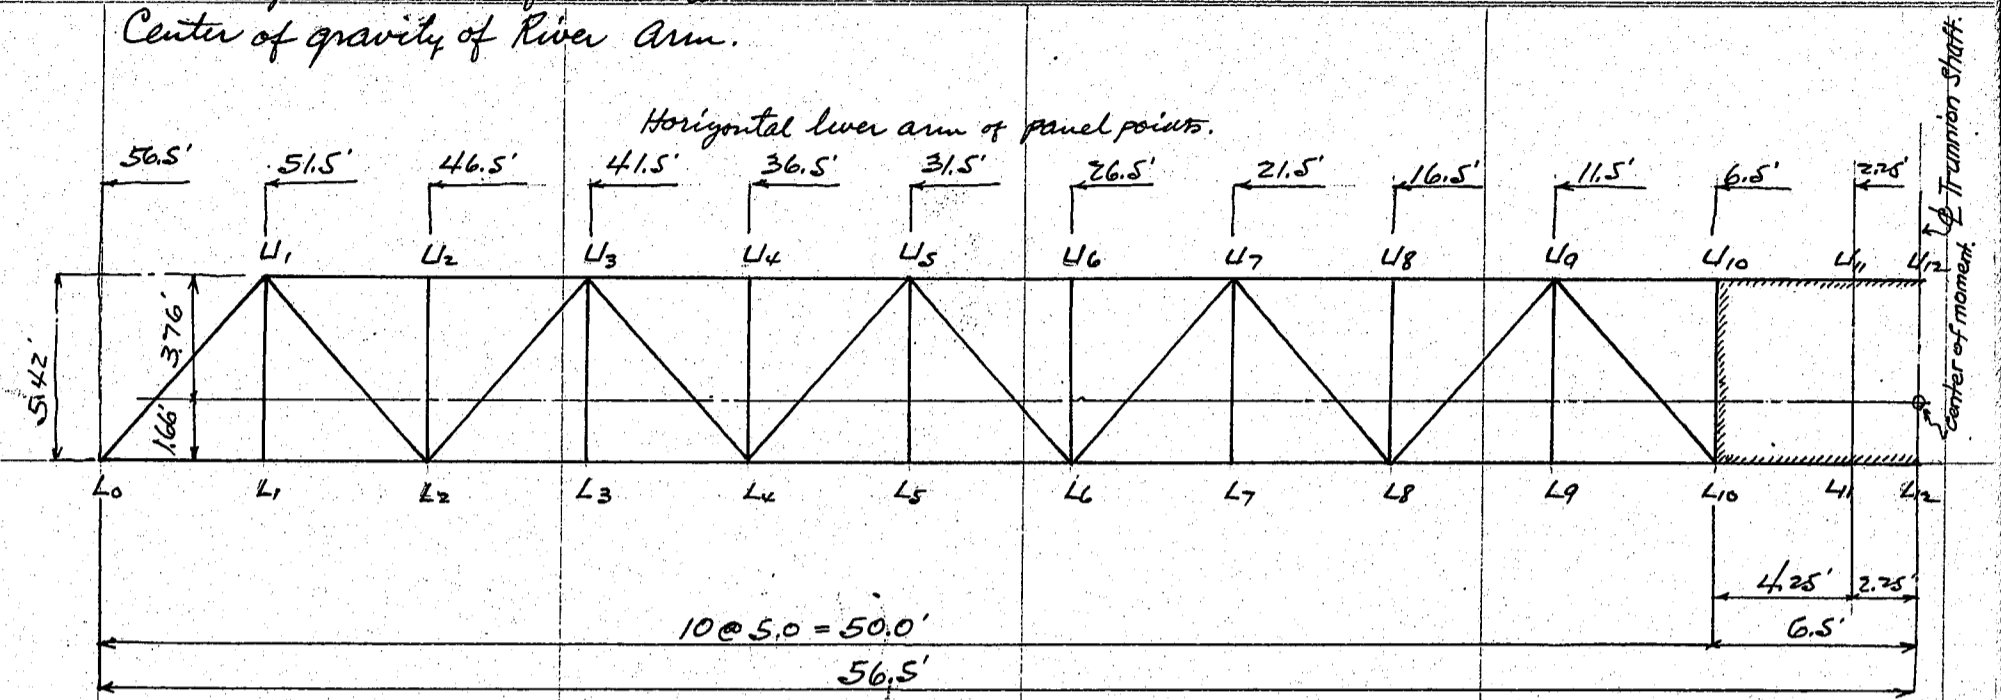 Center of gravity of River Arm.
Horizontal lever arm of panel points.
56.5' 51.5' 46.5' 41.5' 36.5' 31.5' 26.5' 21.5' 16.5' 11.5' 6.5' 2.25'
U1 U2 U3 U4 U5 U6 U7 U8 U9 U10 U11 U12
℄ Trunnion Shaft.
center of moment.
5.42'
3.76'
1.66'
L0 L1 L2 L3 L4 L5 L6 L7 L8 L9 L10 L11 L12
4.25' 2.25'
10 @ 5.0 = 50.0' 6.5'
56.5'